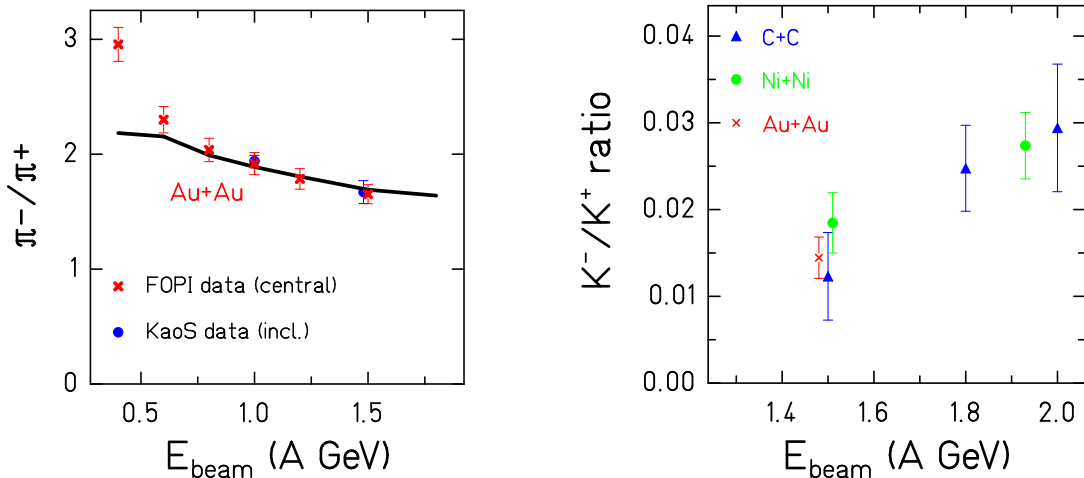 3
2
1
0
π⁻/π⁺
Au+Au
FOPI data (central)
KaoS data (incl.)
0.5 1.0 1.5
E_beam (A GeV)
0.04
0.03
0.02
0.01
0.00
K⁻/K⁺ ratio
C+C
Ni+Ni
Au+Au
1.4 1.6 1.8 2.0
E_beam (A GeV)